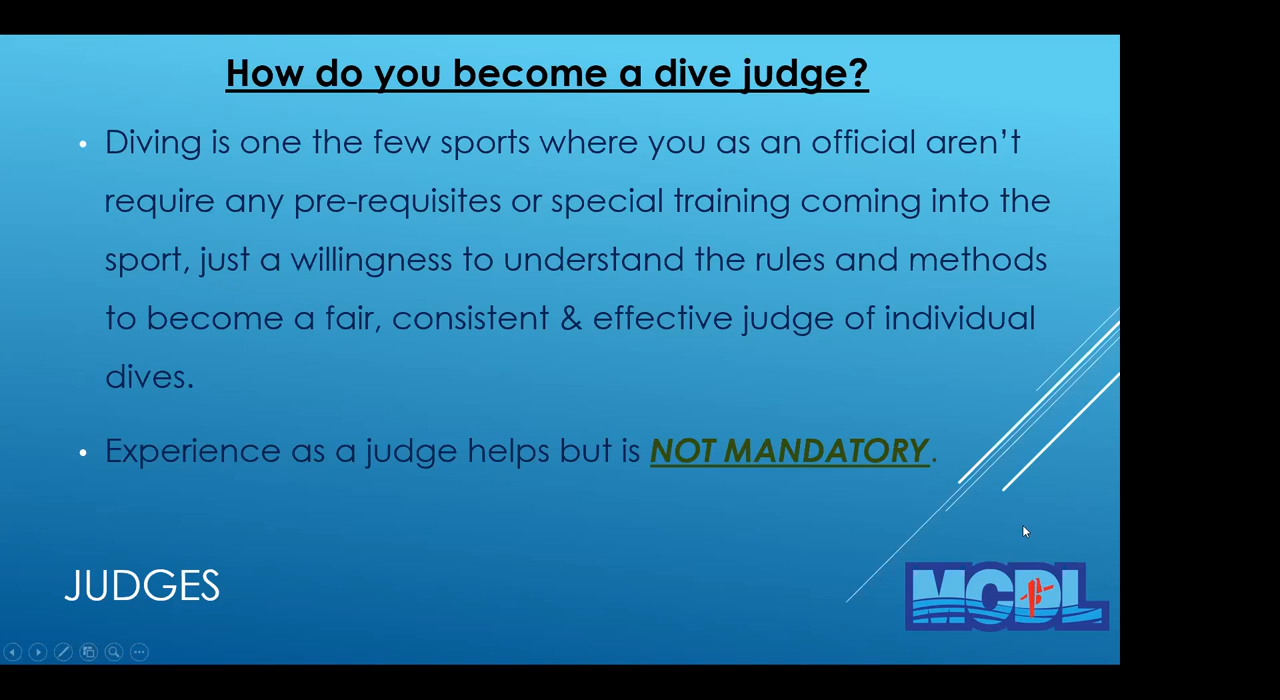 How do you become a dive judge?
• Diving is one the few sports where you as an official aren’t
require any pre-requisites or special training coming into the
sport, just a willingness to understand the rules and methods
to become a fair, consistent & effective judge of individual
dives.
• Experience as a judge helps but is NOT MANDATORY.
JUDGES
MCDL